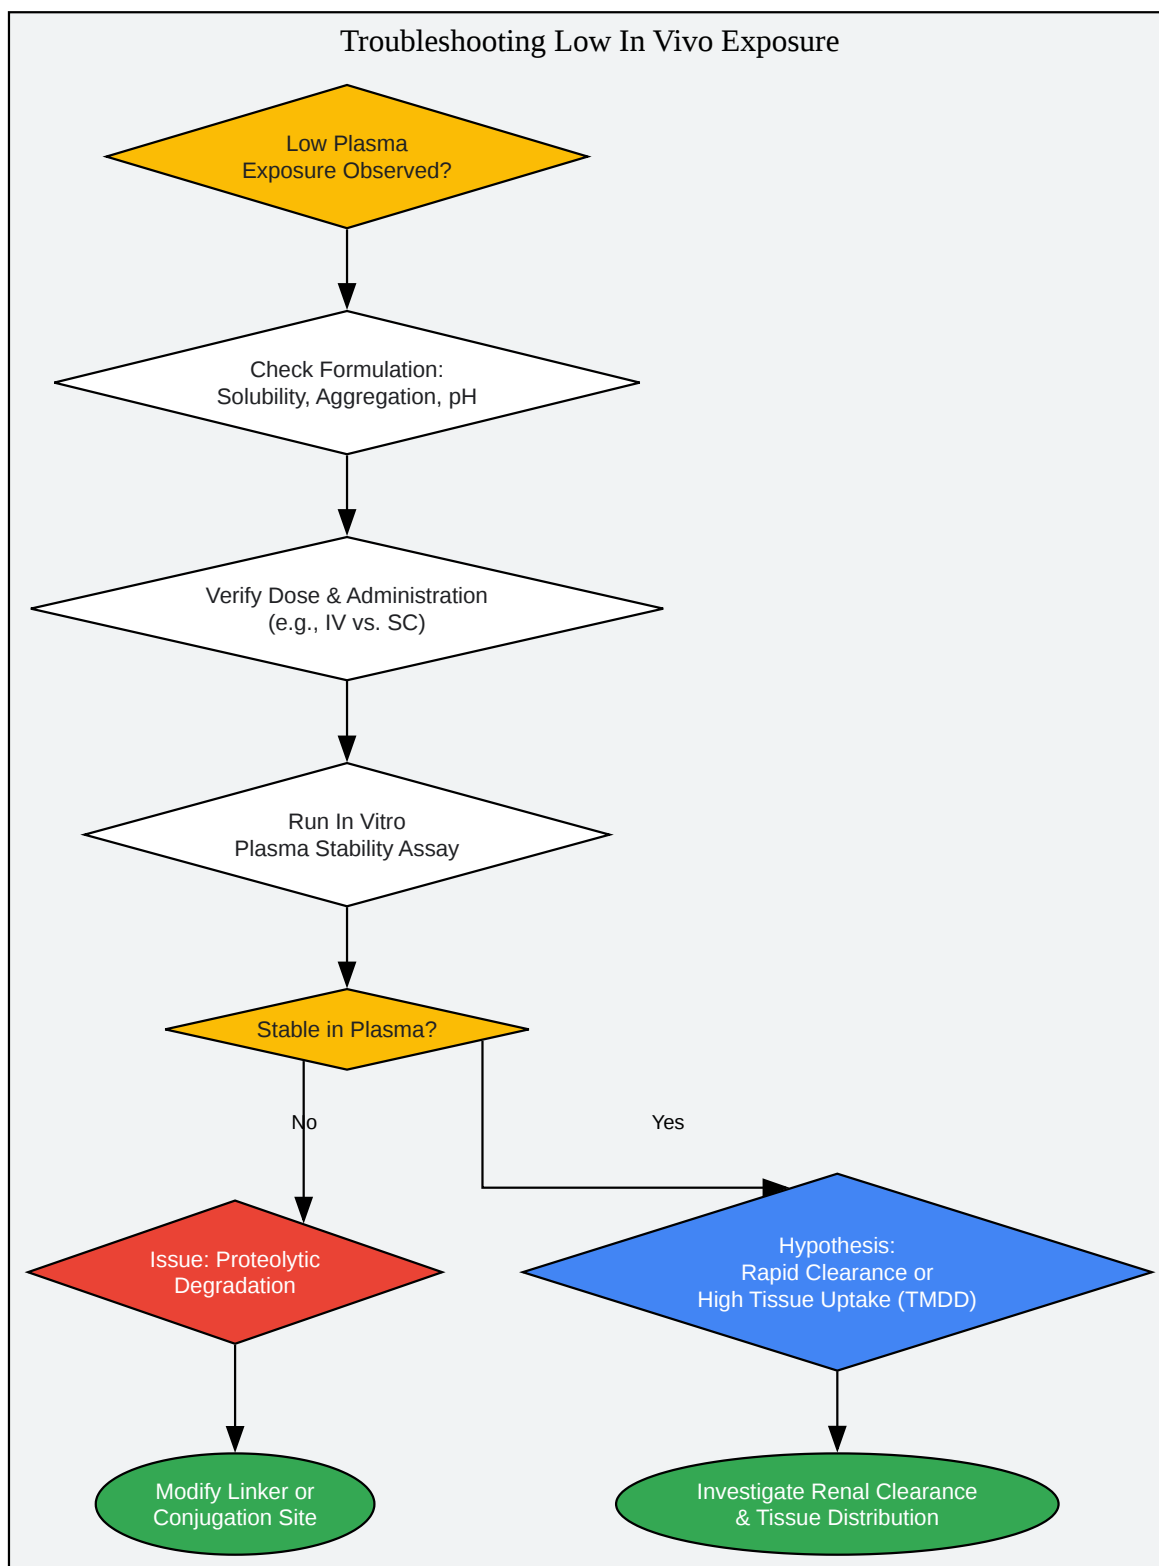 Troubleshooting Low In Vivo Exposure
Low Plasma
Exposure Observed?
Check Formulation:
Solubility, Aggregation, pH
Verify Dose & Administration
(e.g., IV vs. SC)
Run In Vitro
Plasma Stability Assay
Stable in Plasma?
No
Yes
Issue: Proteolytic
Degradation
Hypothesis:
Rapid Clearance or
High Tissue Uptake (TMDD)
Modify Linker or
Conjugation Site
Investigate Renal Clearance
& Tissue Distribution